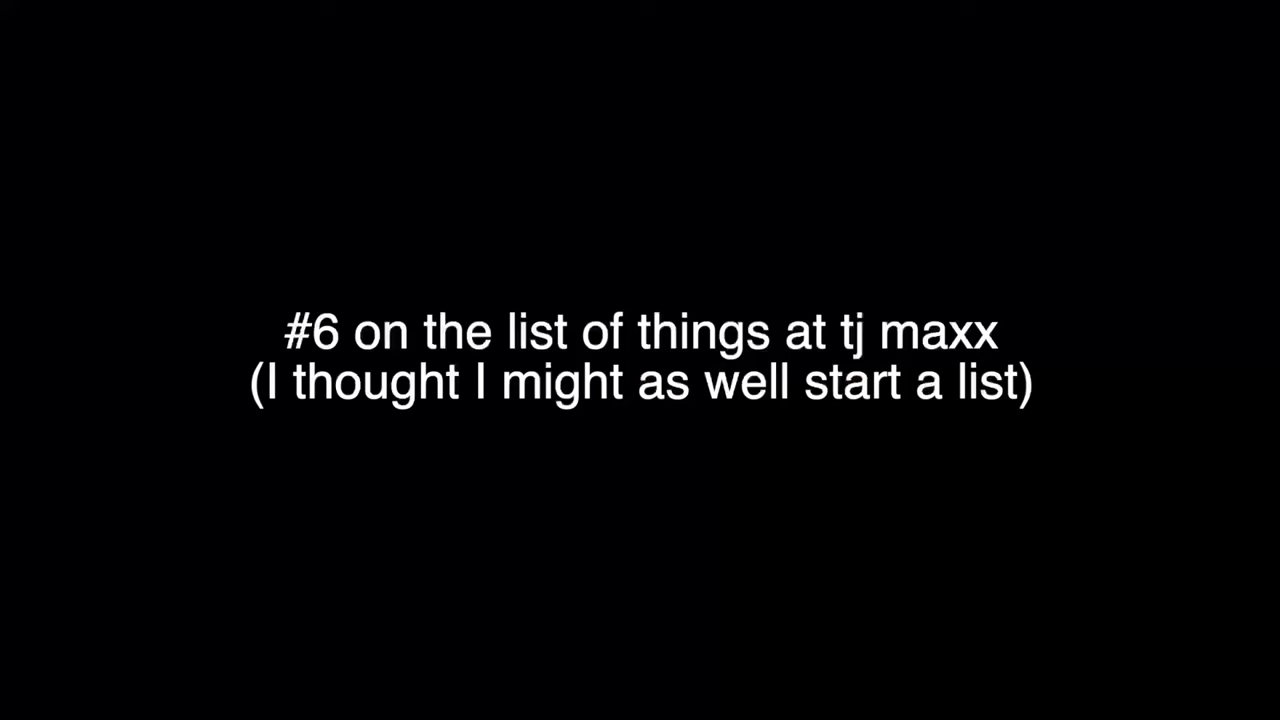 #6 on the list of things at tj maxx
(I thought I might as well start a list)